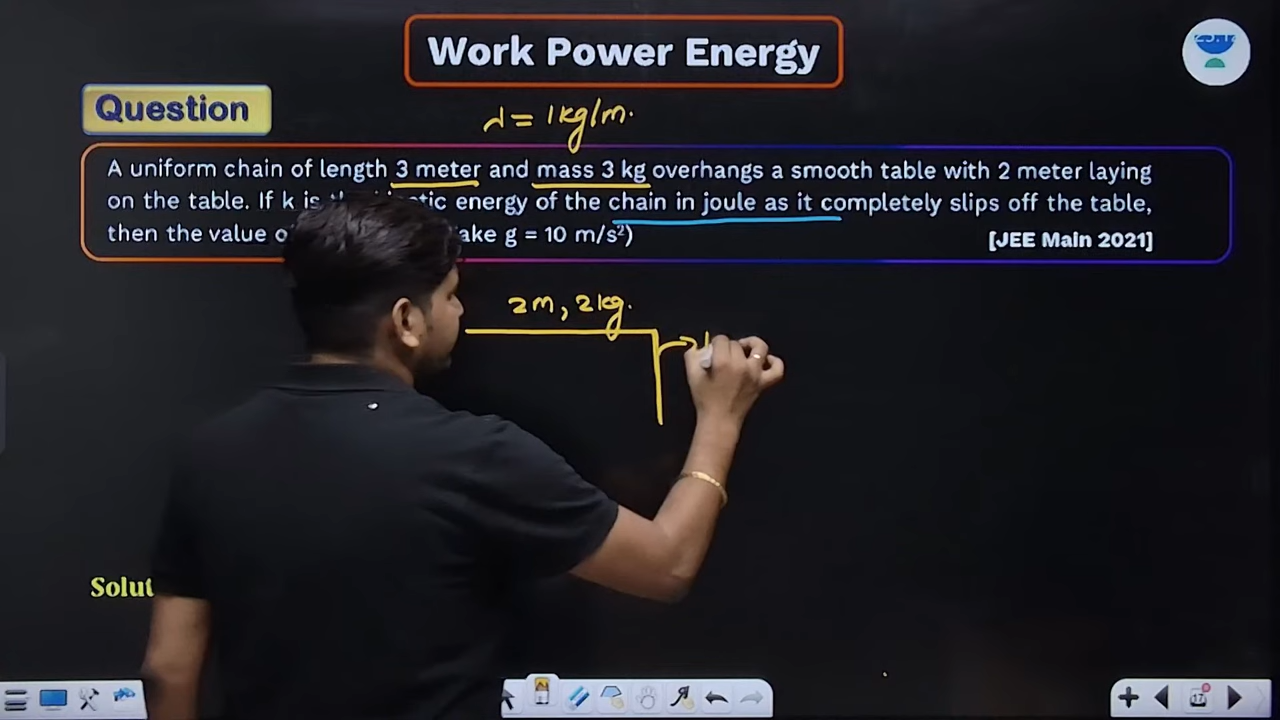 Work Power Energy
Question
λ = 1kg/m.
A uniform chain of length 3 meter and mass 3 kg overhangs a smooth table with 2 meter laying
on the table. If k is energy of the chain in joule as it completely slips off the table,
then the value g = 10 m/s²)
[JEE Main 2021]
2m, 2kg.